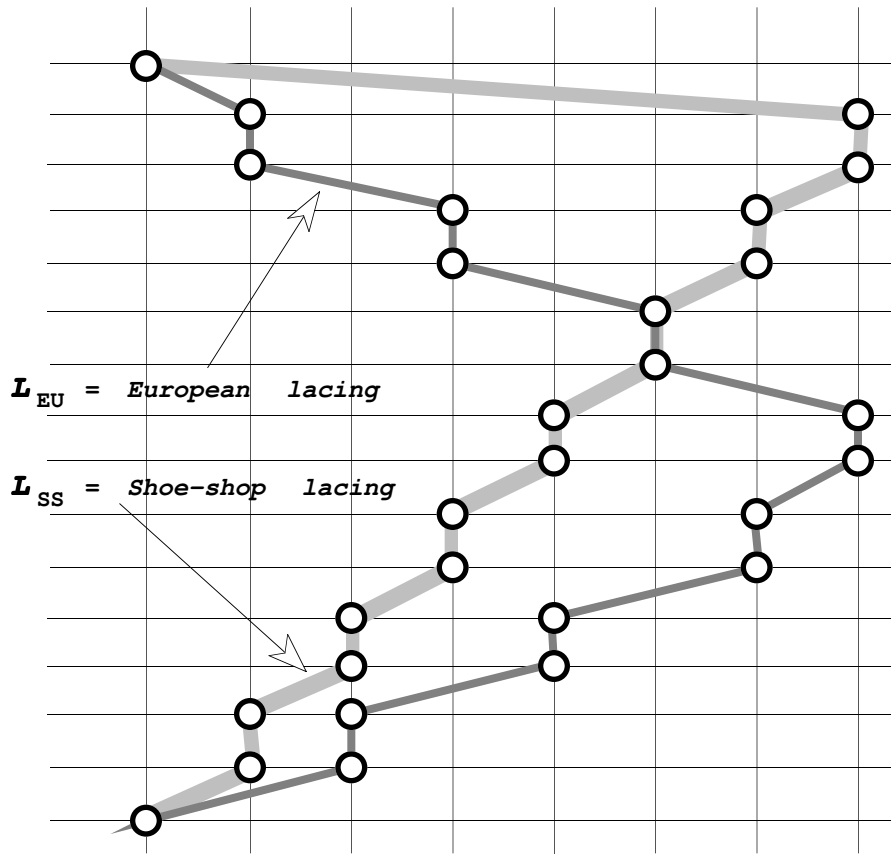 L EU = European lacing
L SS = Shoe-shop lacing